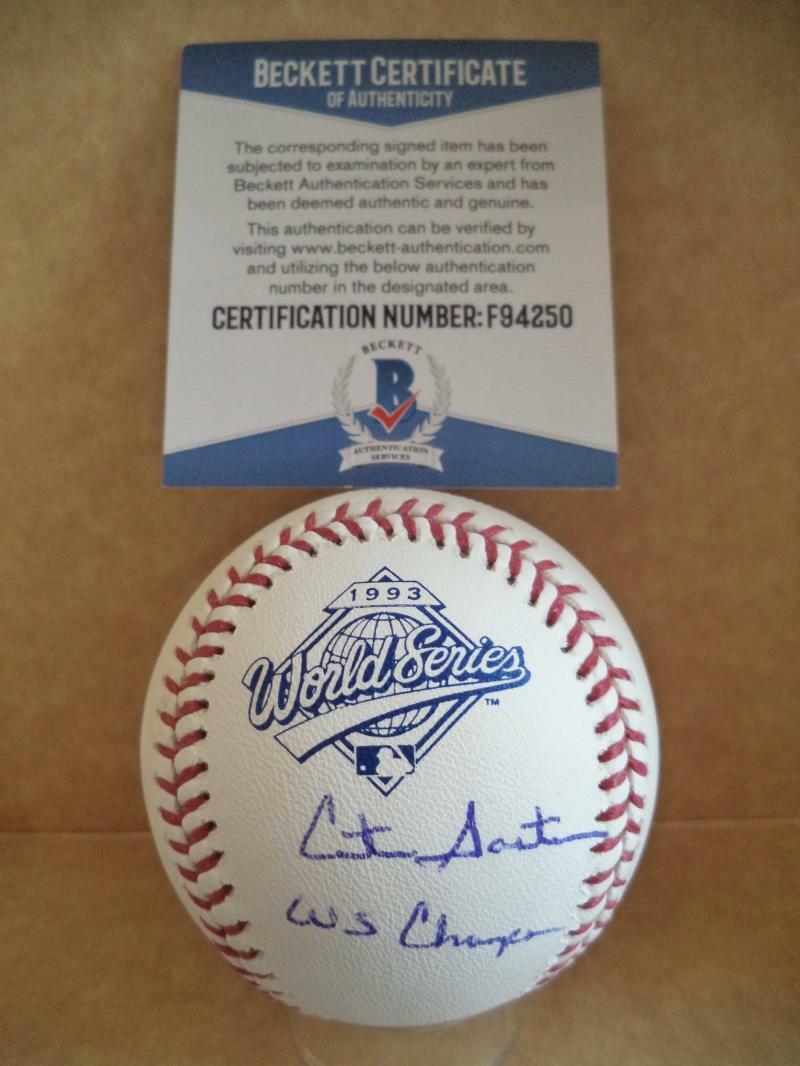 BECKETT CERTIFICATE
OF AUTHENTICITY
The corresponding signed item has been
subjected to examination by an expert from
Beckett Authentication Services and has
been deemed authentic and genuine.
This authentication can be verified by
visiting www.beckett-authentication.com
and utilizing the below authentication
number in the designated area.
CERTIFICATION NUMBER: F94250
BECKETT
B
AUTHENTICATION
SERVICES
1993
World Series
TM
WS Champs